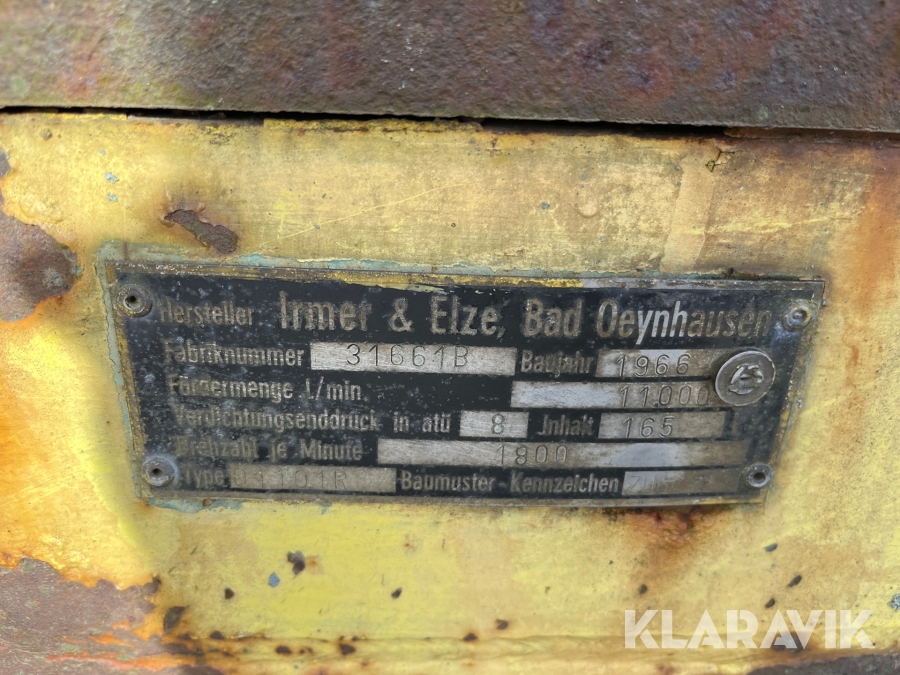 Hersteller Irmer & Elze, Bad Oeynhausen
Fabriknummer 31661B Baujahr 1966
Fördermenge L/min. 11000
Verdichtungsenddruck in atü 8 Jnhalt 165
Drehzahl je Minute 1800
Type Baumuster-Kennzeichen
KLARAVIK